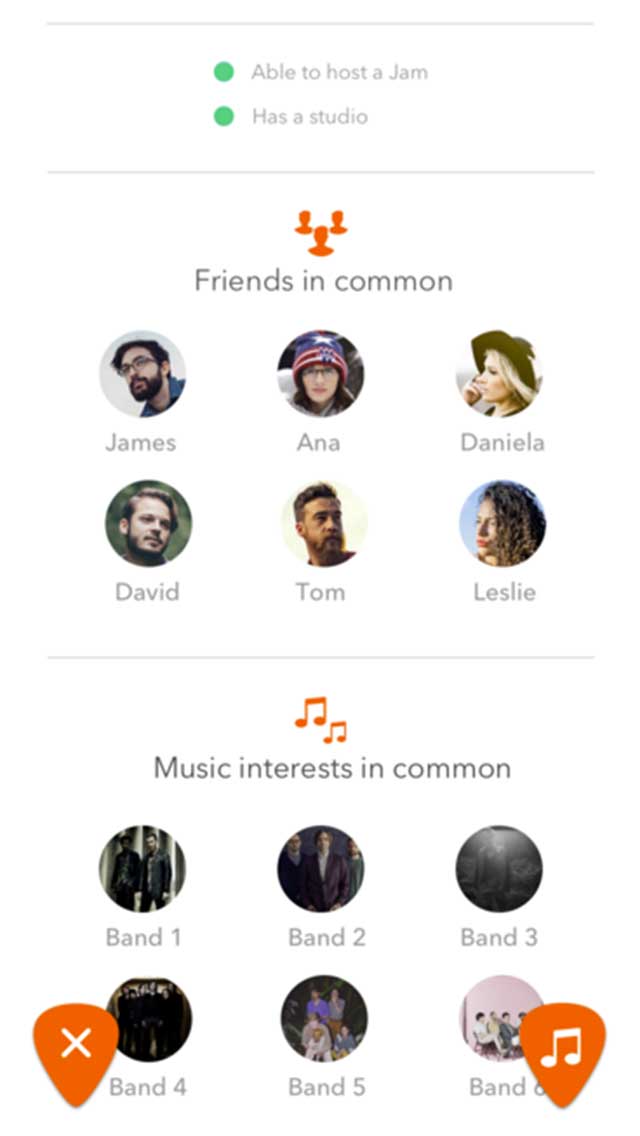 Able to host a Jam
Has a studio
Friends in common
James
Ana
Daniela
David
Tom
Leslie
Music interests in common
Band 1
Band 2
Band 3
Band 4
Band 5
Band